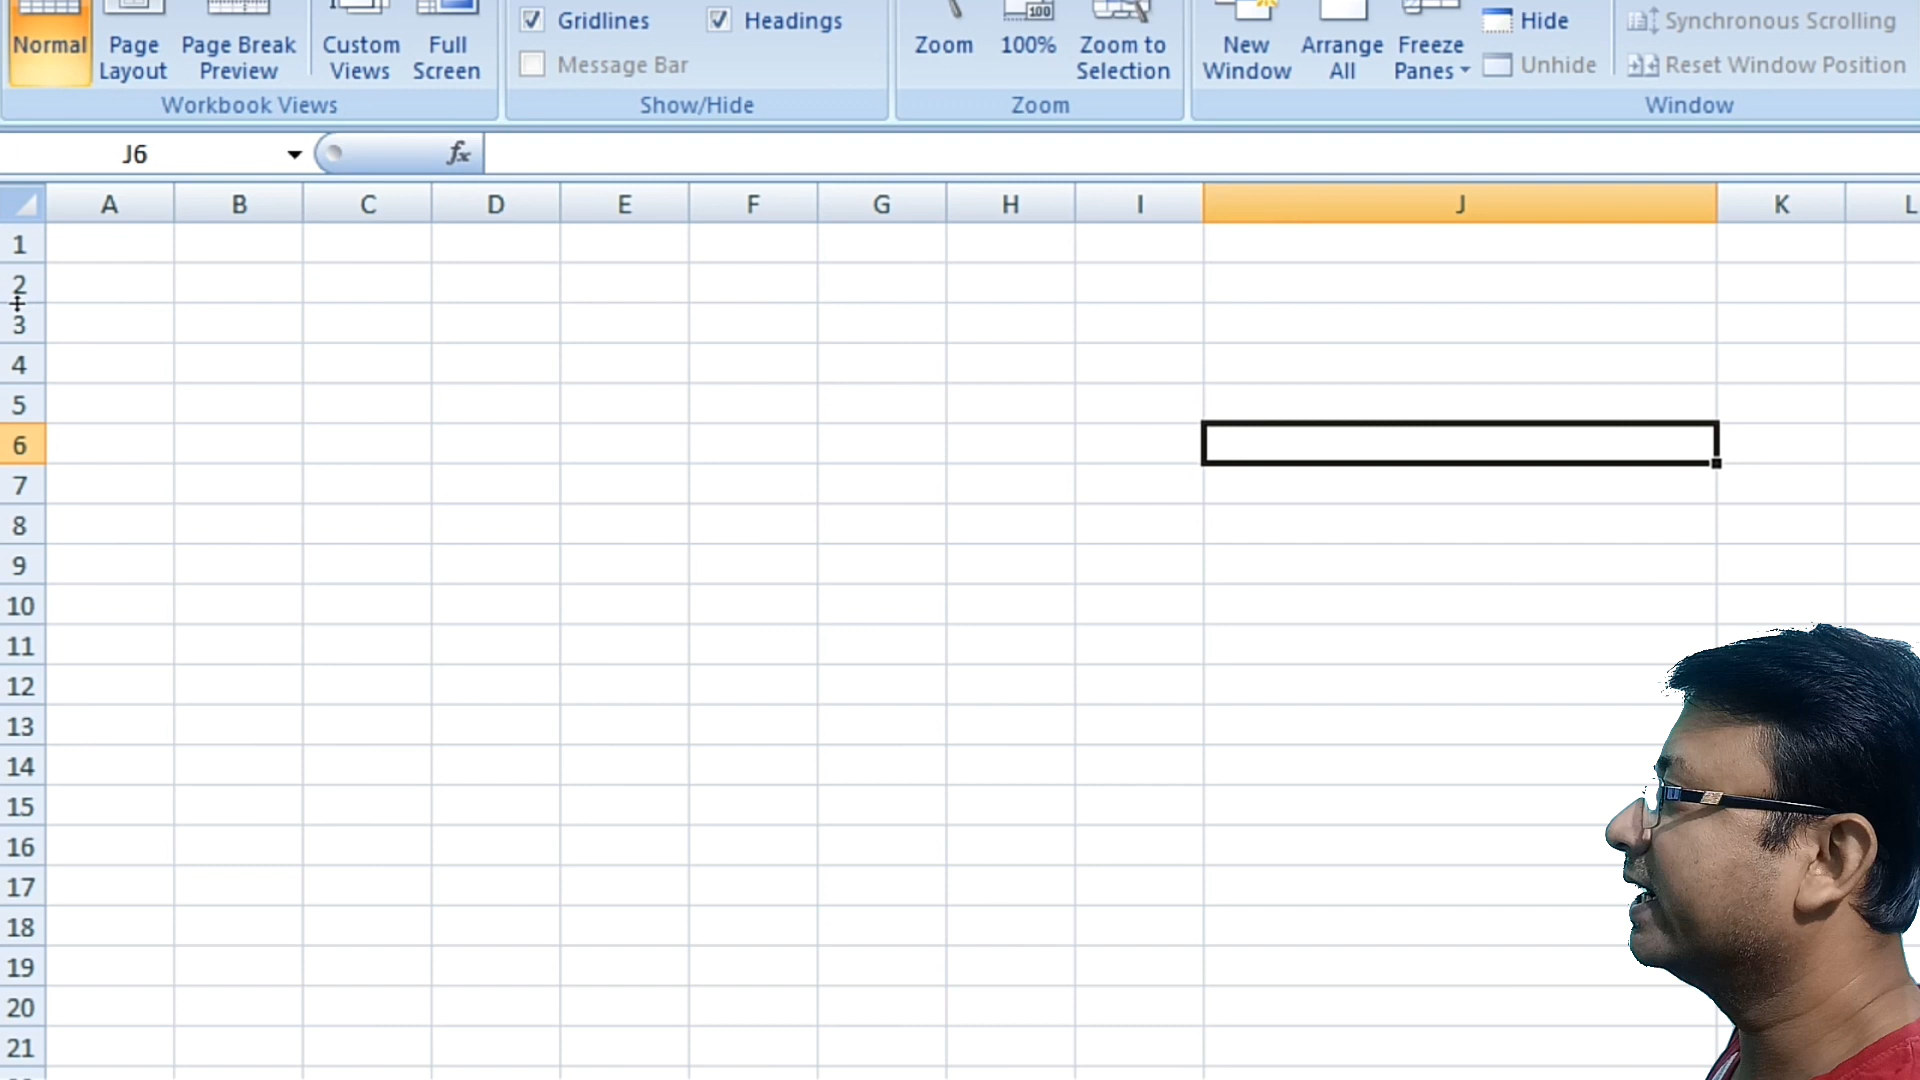 Normal
Page Layout
Page Break Preview
Custom Views
Full Screen
Workbook Views
Gridlines
Headings
Message Bar
Show/Hide
Zoom
100%
Zoom to Selection
Zoom
New Window
Arrange All
Freeze Panes
Hide
Unhide
Synchronous Scrolling
Reset Window Position
Window
J6
fx
A B C D E F G H I J K L
1
2
3
4
5
6
7
8
9
10
11
12
13
14
15
16
17
18
19
20
21